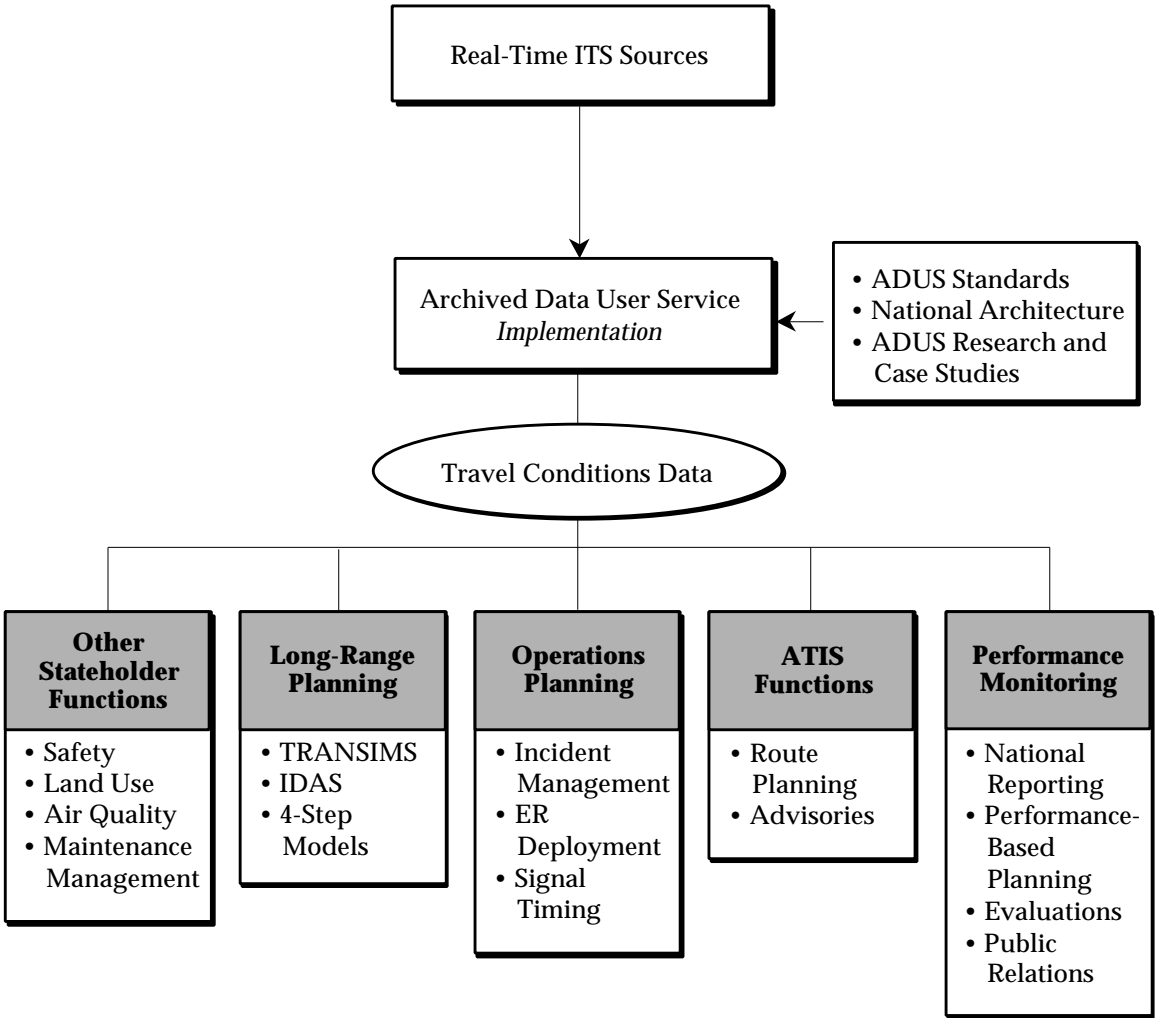 Real-Time ITS Sources
Archived Data User Service
Implementation
• ADUS Standards
• National Architecture
• ADUS Research and
Case Studies
Travel Conditions Data
Other
Stateholder
Functions
• Safety
• Land Use
• Air Quality
• Maintenance
Management
Long-Range
Planning
• TRANSIMS
• IDAS
• 4-Step
Models
Operations
Planning
• Incident
Management
• ER
Deployment
• Signal
Timing
ATIS
Functions
• Route
Planning
• Advisories
Performance
Monitoring
• National
Reporting
• Performance-
Based
Planning
• Evaluations
• Public
Relations